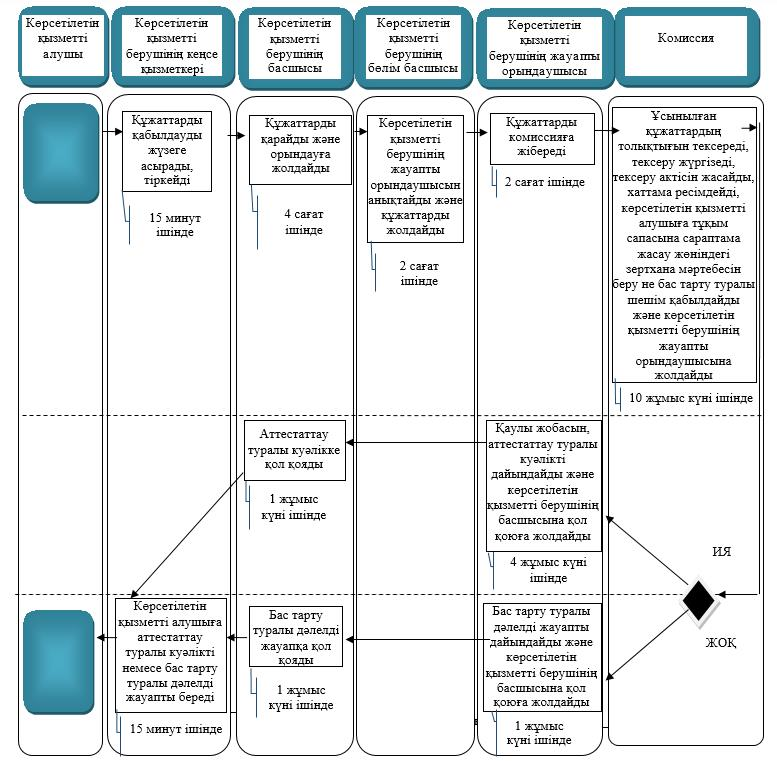 Көрсетілетін
қызметті
алушы
Көрсетілетін
қызметті
берушінің кеңсе
қызметкері
Көрсетілетін
қызметті
берушінің
басшысы
Көрсетілетін
қызметті
берушінің
бөлім басшысы
Көрсетілетін
қызметті
берушінің жауапты
орындаушысы
Комиссия
Құжаттарды
қабылдауды
жүзеге
асырады,
тіркейді
15 минут
ішінде
Құжаттарды
қарайды және
орындауға
жолдайды
4 сағат
ішінде
Көрсетілетін
қызметті
берушінің
жауапты
орындаушысын
анықтайды және
құжаттарды
жолдайды
2 сағат
ішінде
Құжаттарды
комиссияға
жібереді
2 сағат ішінде
Ұсынылған
құжаттардың
толықтығын тексереді,
тексеру жүргізеді,
тексеру актісін жасайды,
хаттама ресімдейді,
көрсетілетін қызметті
алушыға тұқым
сапасына сараптама
жасау жөніндегі
зертхана мәртебесін
беру не бас тарту туралы
шешім қабылдайды
және көрсетілетін
қызметті берушінің
жауапты
орындаушысына
жолдайды
10 жұмыс күні ішінде
Аттестаттау
туралы куәлікке
қол қояды
1 жұмыс
күні ішінде
Қаулы жобасын,
аттестаттау туралы
куәлікті
дайындайды және
көрсетілетін
қызметті берушінің
басшысына қол
қоюға жолдайды
4 жұмыс күні
ішінде
ИЯ
ЖОҚ
Көрсетілетін
қызметті алушыға
аттестаттау
туралы куәлікті
немесе бас тарту
туралы дәлелді
жауапты береді
15 минут ішінде
Бас тарту
туралы дәлелді
жауапқа қол
қояды
1 жұмыс
күні ішінде
Бас тарту туралы
дәлелді жауапты
дайындайды және
көрсетілетін
қызметті берушінің
басшысына қол
қоюға жолдайды
1 жұмыс
күні ішінде